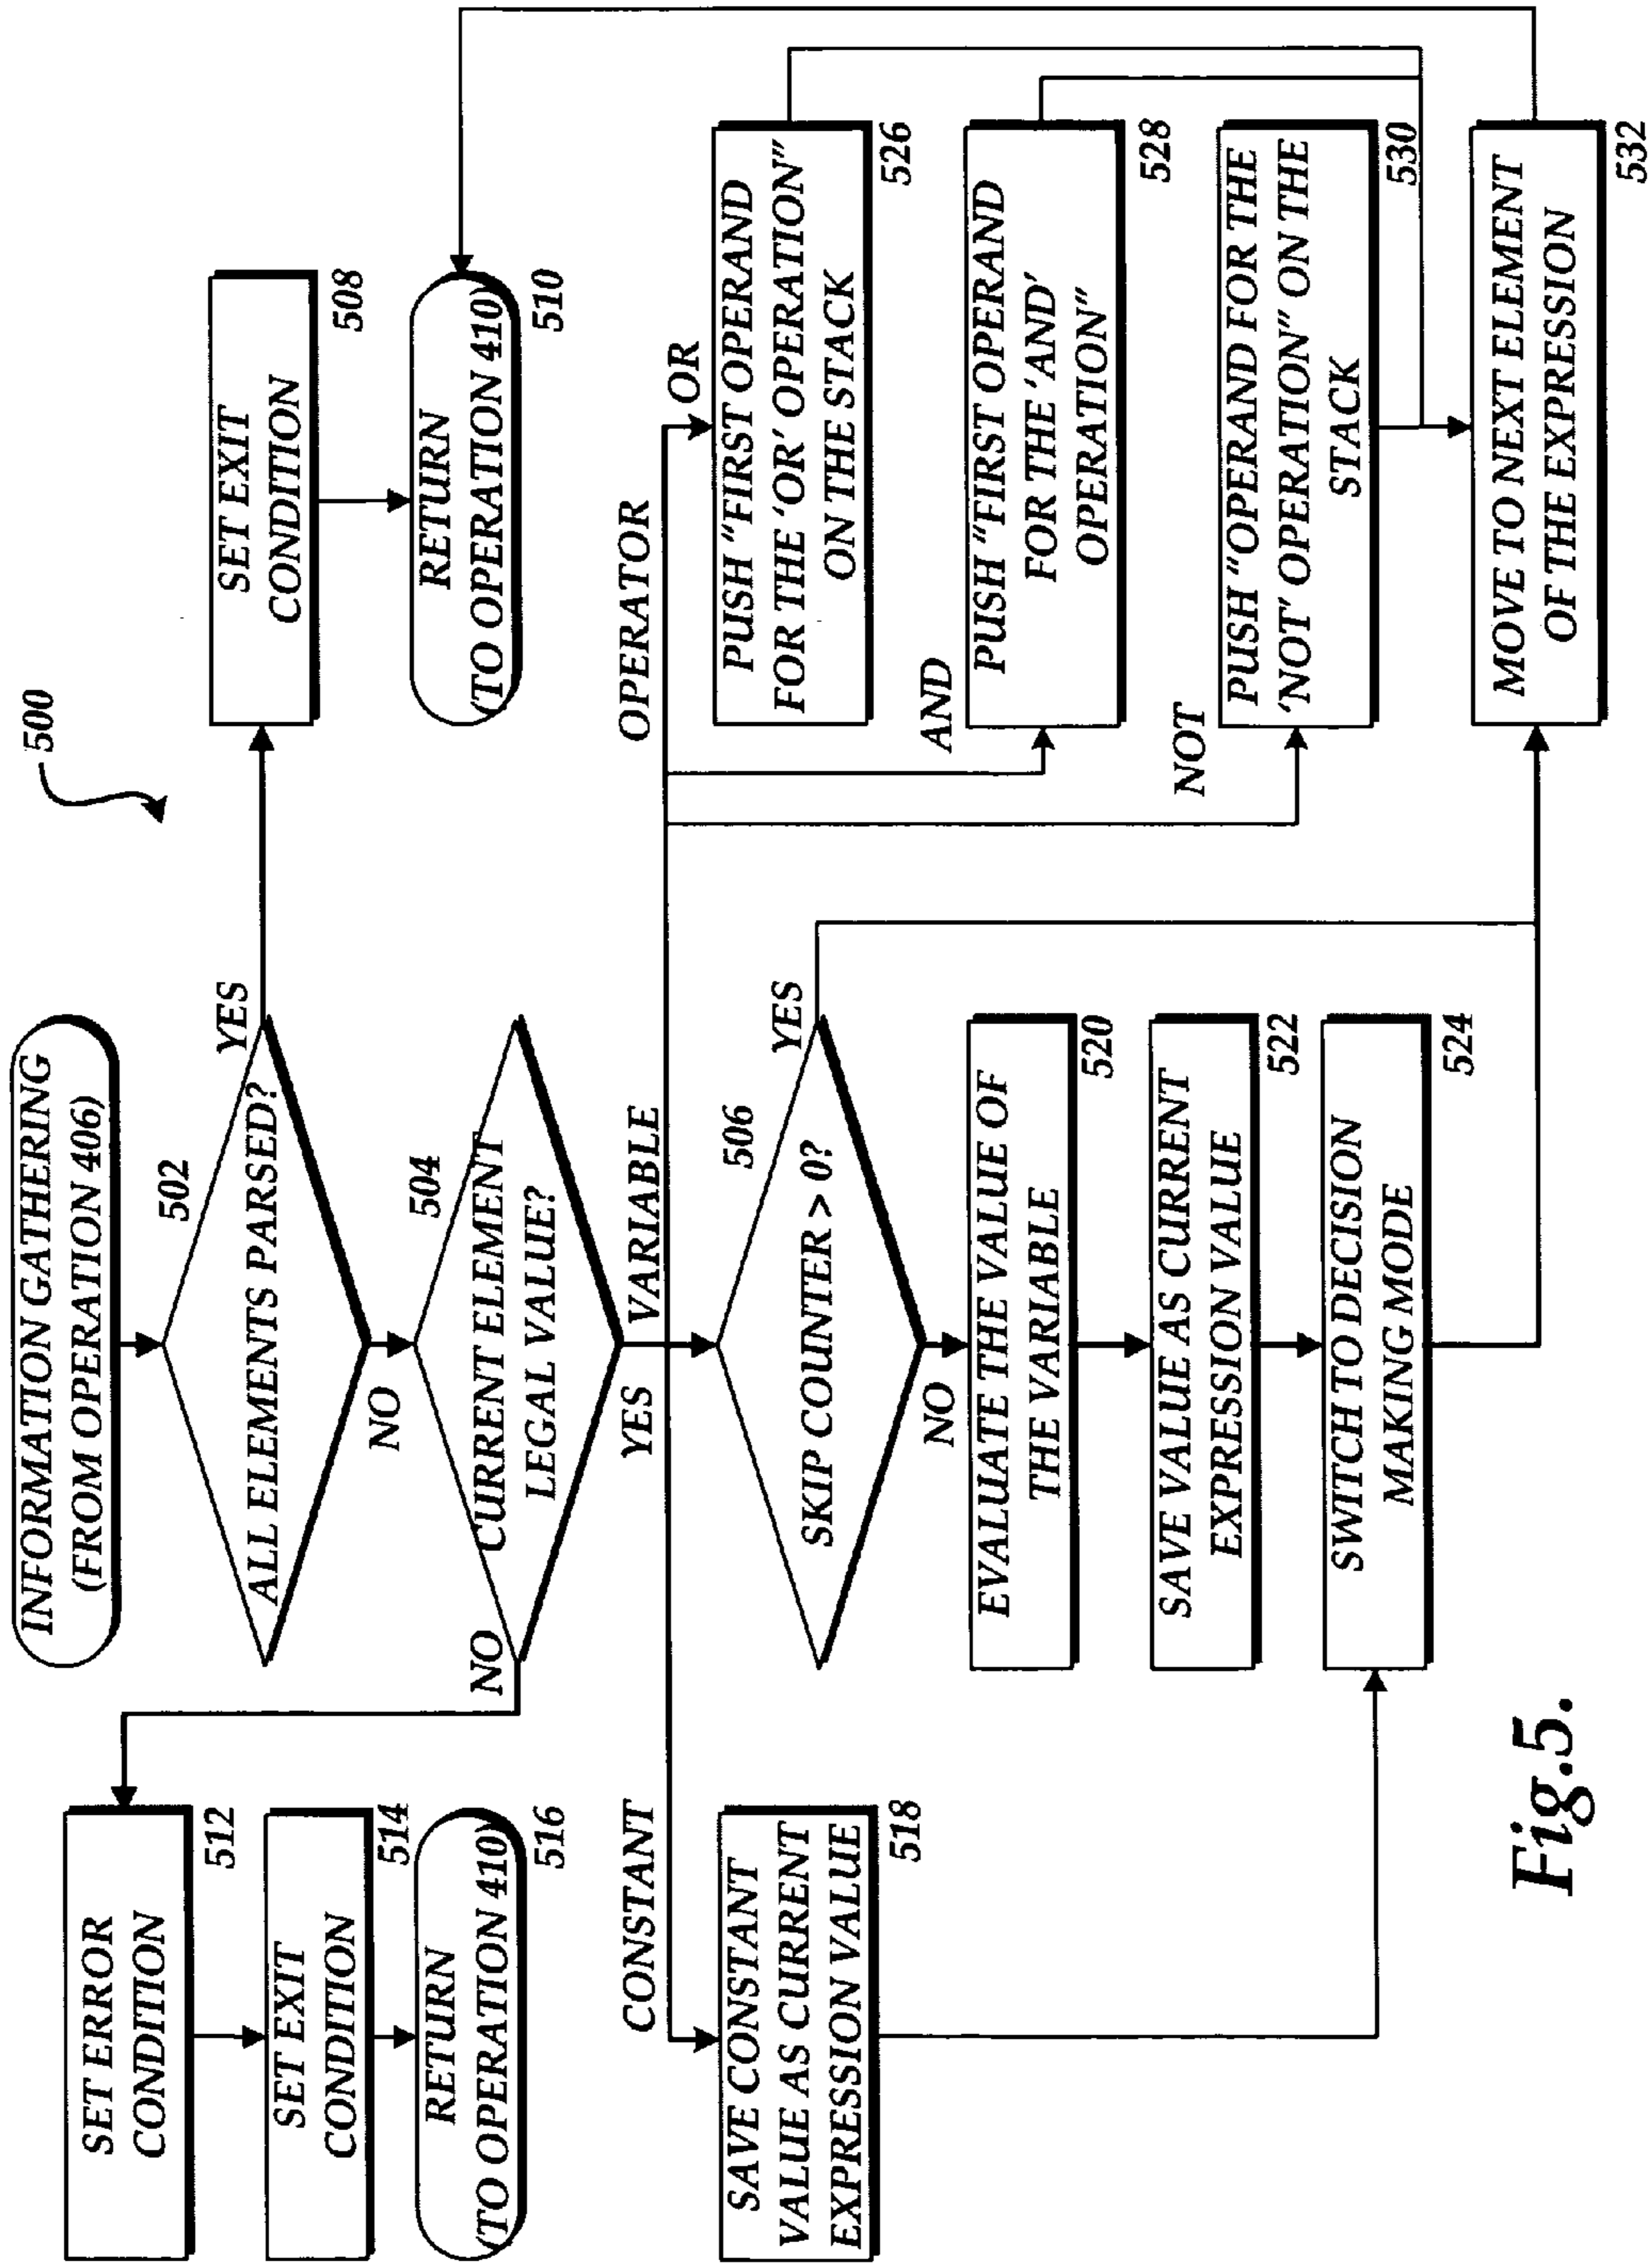 500
INFORMATION GATHERING
(FROM OPERATION 406)
502
ALL ELEMENTS PARSED?
YES
NO
SET EXIT
CONDITION
508
RETURN
(TO OPERATION 410)
510
504
CURRENT ELEMENT
LEGAL VALUE?
NO
YES
SET ERROR
CONDITION
512
SET EXIT
CONDITION
514
RETURN
(TO OPERATION 410)
516
CONSTANT
VARIABLE
OPERATOR
SAVE CONSTANT
VALUE AS CURRENT
EXPRESSION VALUE
518
506
SKIP COUNTER > 0?
YES
NO
EVALUATE THE VALUE OF
THE VARIABLE
520
SAVE VALUE AS CURRENT
EXPRESSION VALUE
522
SWITCH TO DECISION
MAKING MODE
524
OR
PUSH "FIRST OPERAND
FOR THE 'OR' OPERATION"
ON THE STACK
526
AND
PUSH "FIRST OPERAND
FOR THE 'AND'
OPERATION"
528
NOT
PUSH "OPERAND FOR THE
'NOT' OPERATION" ON THE
STACK
530
MOVE TO NEXT ELEMENT
OF THE EXPRESSION
532
Fig.5.